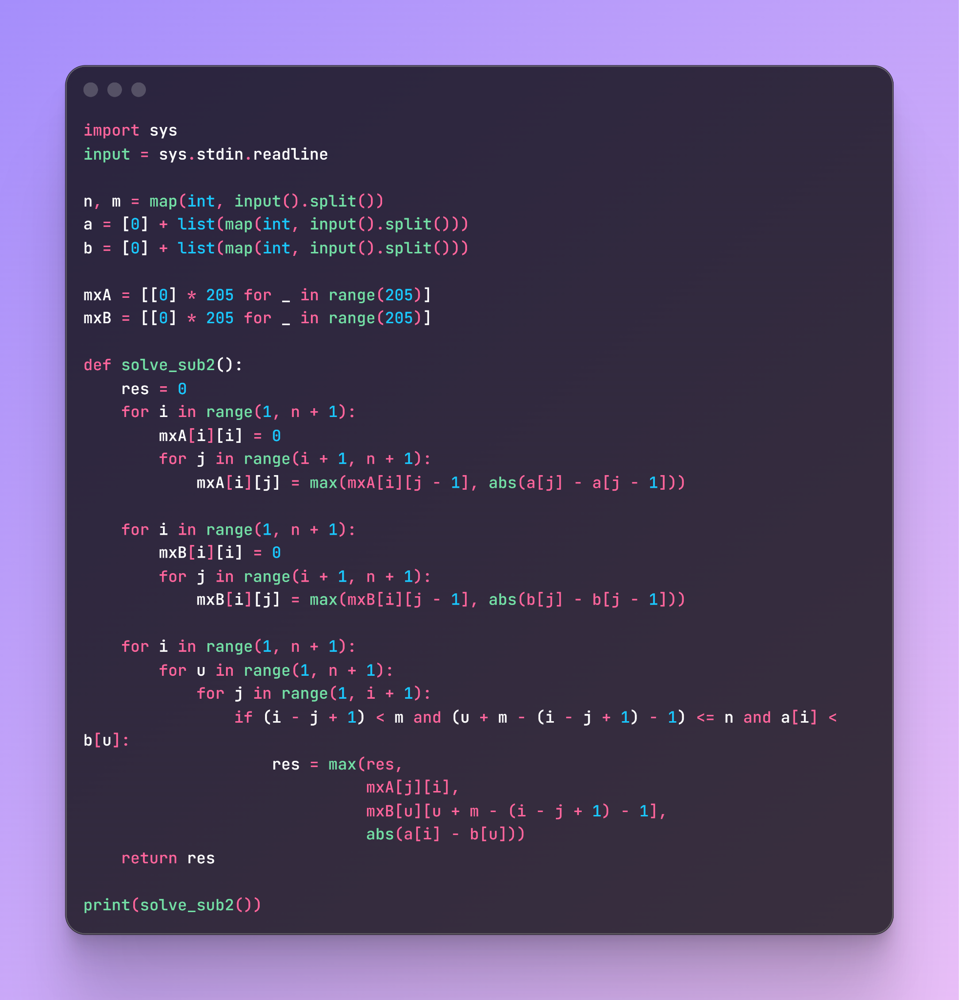 import sys
input = sys.stdin.readline

n, m = map(int, input().split())
a = [0] + list(map(int, input().split()))
b = [0] + list(map(int, input().split()))

mxA = [[0] * 205 for _ in range(205)]
mxB = [[0] * 205 for _ in range(205)]

def solve_sub2():
    res = 0
    for i in range(1, n + 1):
        mxA[i][i] = 0
        for j in range(i + 1, n + 1):
            mxA[i][j] = max(mxA[i][j - 1], abs(a[j] - a[j - 1]))

    for i in range(1, n + 1):
        mxB[i][i] = 0
        for j in range(i + 1, n + 1):
            mxB[i][j] = max(mxB[i][j - 1], abs(b[j] - b[j - 1]))

    for i in range(1, n + 1):
        for u in range(1, n + 1):
            for j in range(1, i + 1):
                if (i - j + 1) < m and (u + m - (i - j + 1) - 1) <= n and a[i] <
b[u]:
                    res = max(res,
                              mxA[j][i],
                              mxB[u][u + m - (i - j + 1) - 1],
                              abs(a[i] - b[u]))
    return res

print(solve_sub2())